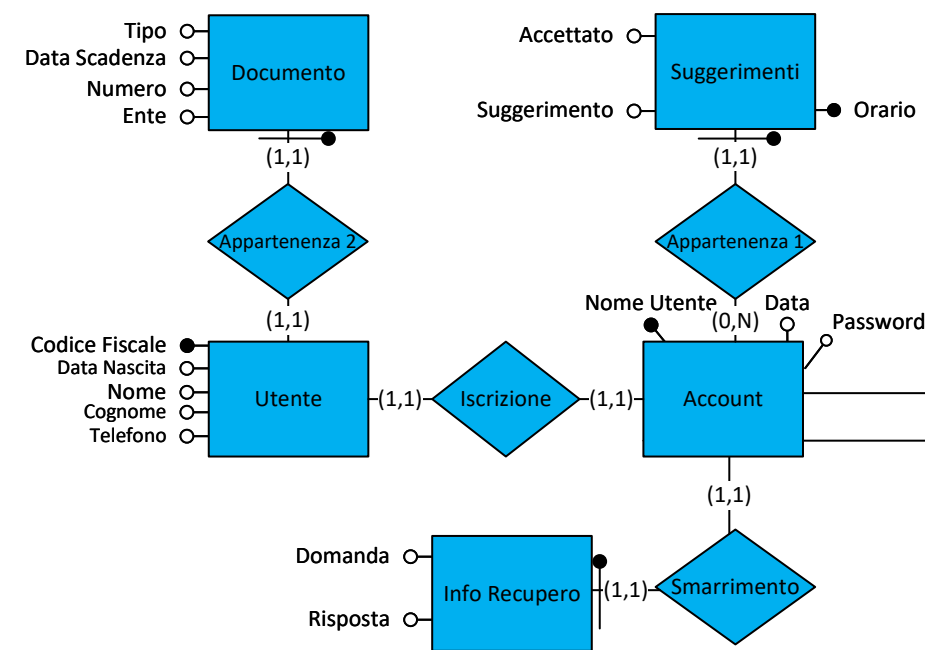 Tipo
Data Scadenza
Numero
Ente
Documento
(1,1)
Appartenenza 2
(1,1)
Accettato
Suggerimento
Suggerimenti
Orario
(1,1)
Appartenenza 1
(0,N)
Nome Utente
Data
Password
Codice Fiscale
Data Nascita
Nome
Cognome
Telefono
Utente
(1,1)
Iscrizione
(1,1)
Account
(1,1)
Domanda
Risposta
Info Recupero
(1,1)
Smarrimento